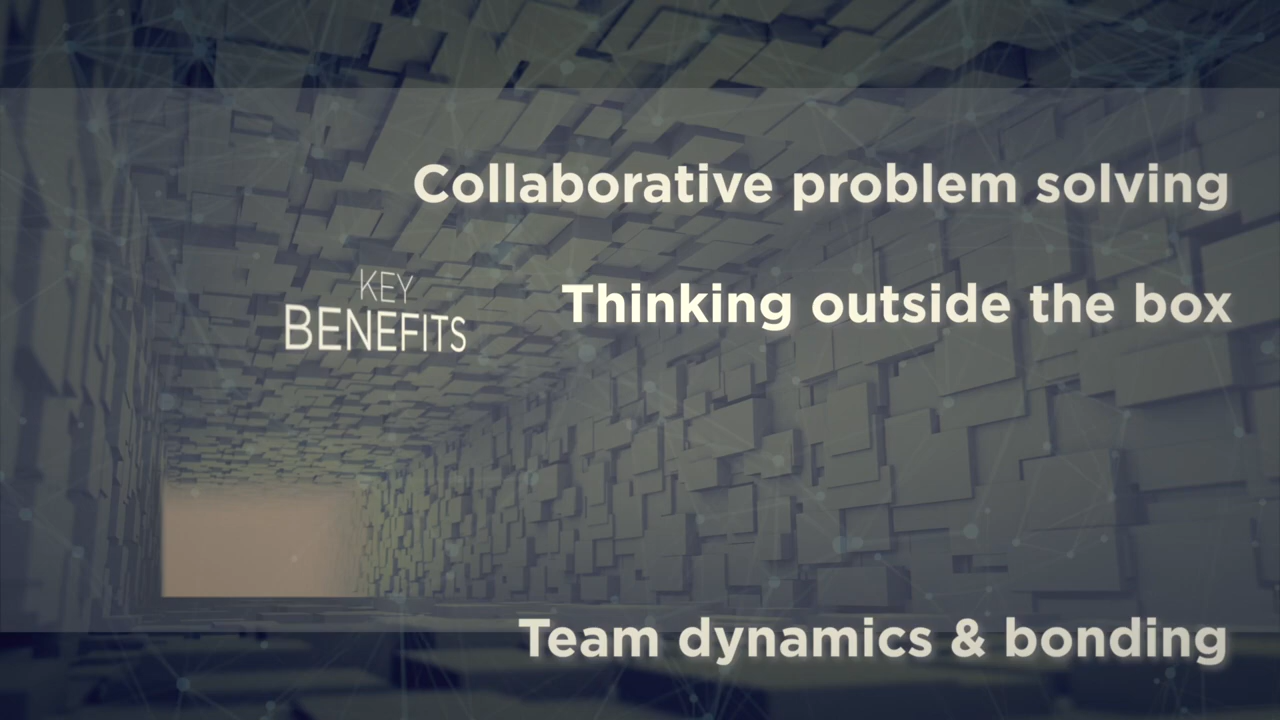 KEY
BENEFITS
Collaborative problem solving
Thinking outside the box
Team dynamics & bonding